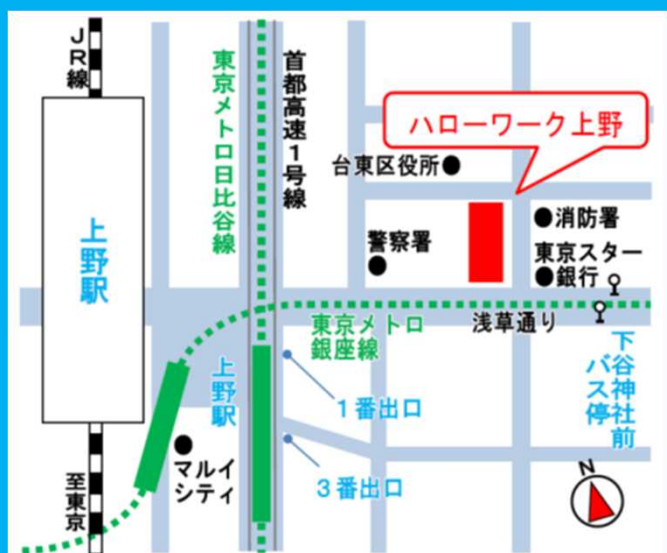 JR線
東京メトロ日比谷線
首都高速1号線
ハローワーク上野
台東区役所
消防署
警察署
東京スター
銀行
上野駅
浅草通り
東京メトロ
銀座線
下谷神社前
バス停
上野駅
1番出口
マルイ
シティ
3番出口
至東京
N